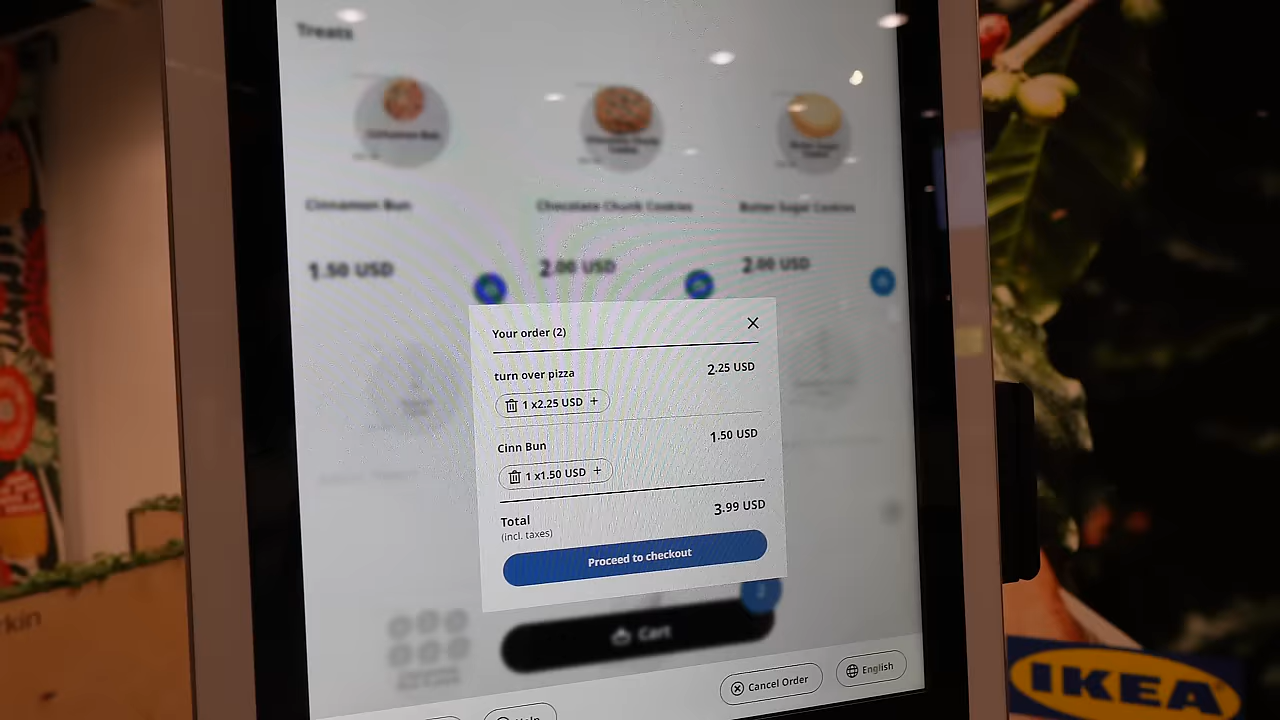 Treats
Cinnamon Bun
Chocolate Chunk Cookies
Butter Sugar Cookies
1.50 USD
2.00 USD
2.00 USD
Your order (2)
turn over pizza
2.25 USD
1 x2.25 USD +
Cinn Bun
1.50 USD
1 x1.50 USD +
Total
3.99 USD
(incl. taxes)
Proceed to checkout
Cart
Cancel Order
English
Help
rkin
IKEA